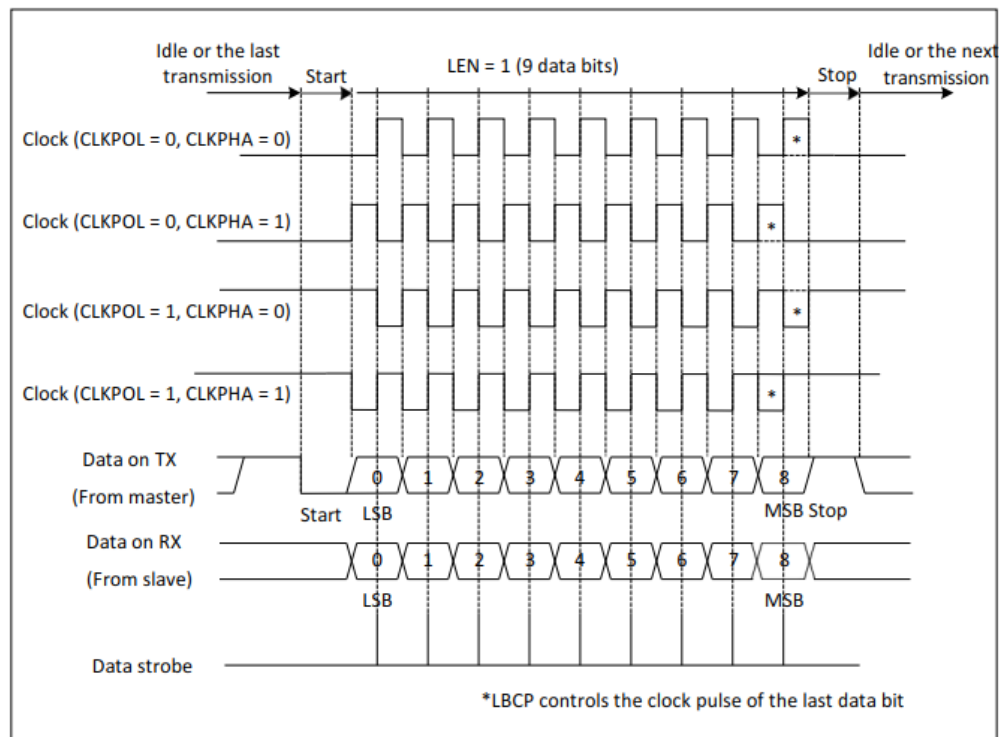 Idle or the last
transmission
Start
LEN = 1 (9 data bits)
Stop
Idle or the next
transmission
Clock (CLKPOL = 0, CLKPHA = 0)
*
Clock (CLKPOL = 0, CLKPHA = 1)
*
Clock (CLKPOL = 1, CLKPHA = 0)
*
Clock (CLKPOL = 1, CLKPHA = 1)
*
Data on TX
(From master)
0 1 2 3 4 5 6 7 8
Start LSB MSB Stop
Data on RX
(From slave)
0 1 2 3 4 5 6 7 8
LSB MSB
Data strobe
*LBCP controls the clock pulse of the last data bit